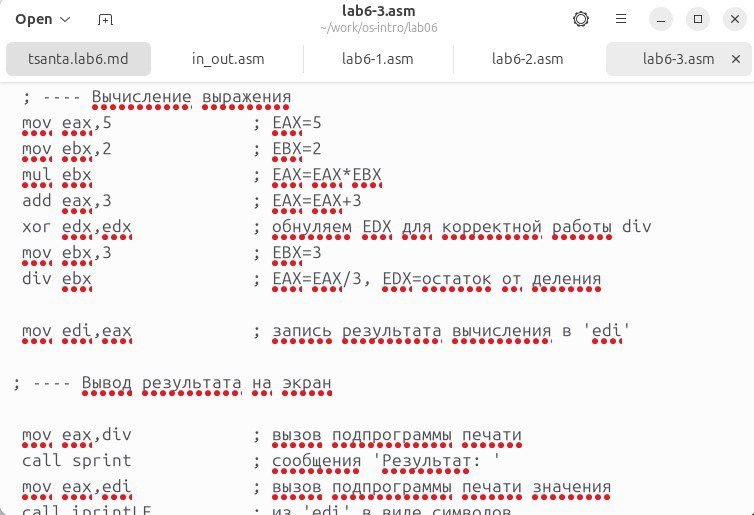 Open
lab6-3.asm
~/work/os-intro/lab06
tsanta.lab6.md in_out.asm lab6-1.asm lab6-2.asm lab6-3.asm
; ---- Вычисление выражения
mov eax,5 ; EAX=5
mov ebx,2 ; EBX=2
mul ebx ; EAX=EAX*EBX
add eax,3 ; EAX=EAX+3
xor edx,edx ; обнуляем EDX для корректной работы div
mov ebx,3 ; EBX=3
div ebx ; EAX=EAX/3, EDX=остаток от деления
mov edi,eax ; запись результата вычисления в 'edi'
; ---- Вывод результата на экран
mov eax,div ; вызов подпрограммы печати
call sprint ; сообщения 'Результат: '
mov eax,edi ; вызов подпрограммы печати значения
call iprintLF ; из 'edi' в виде символов